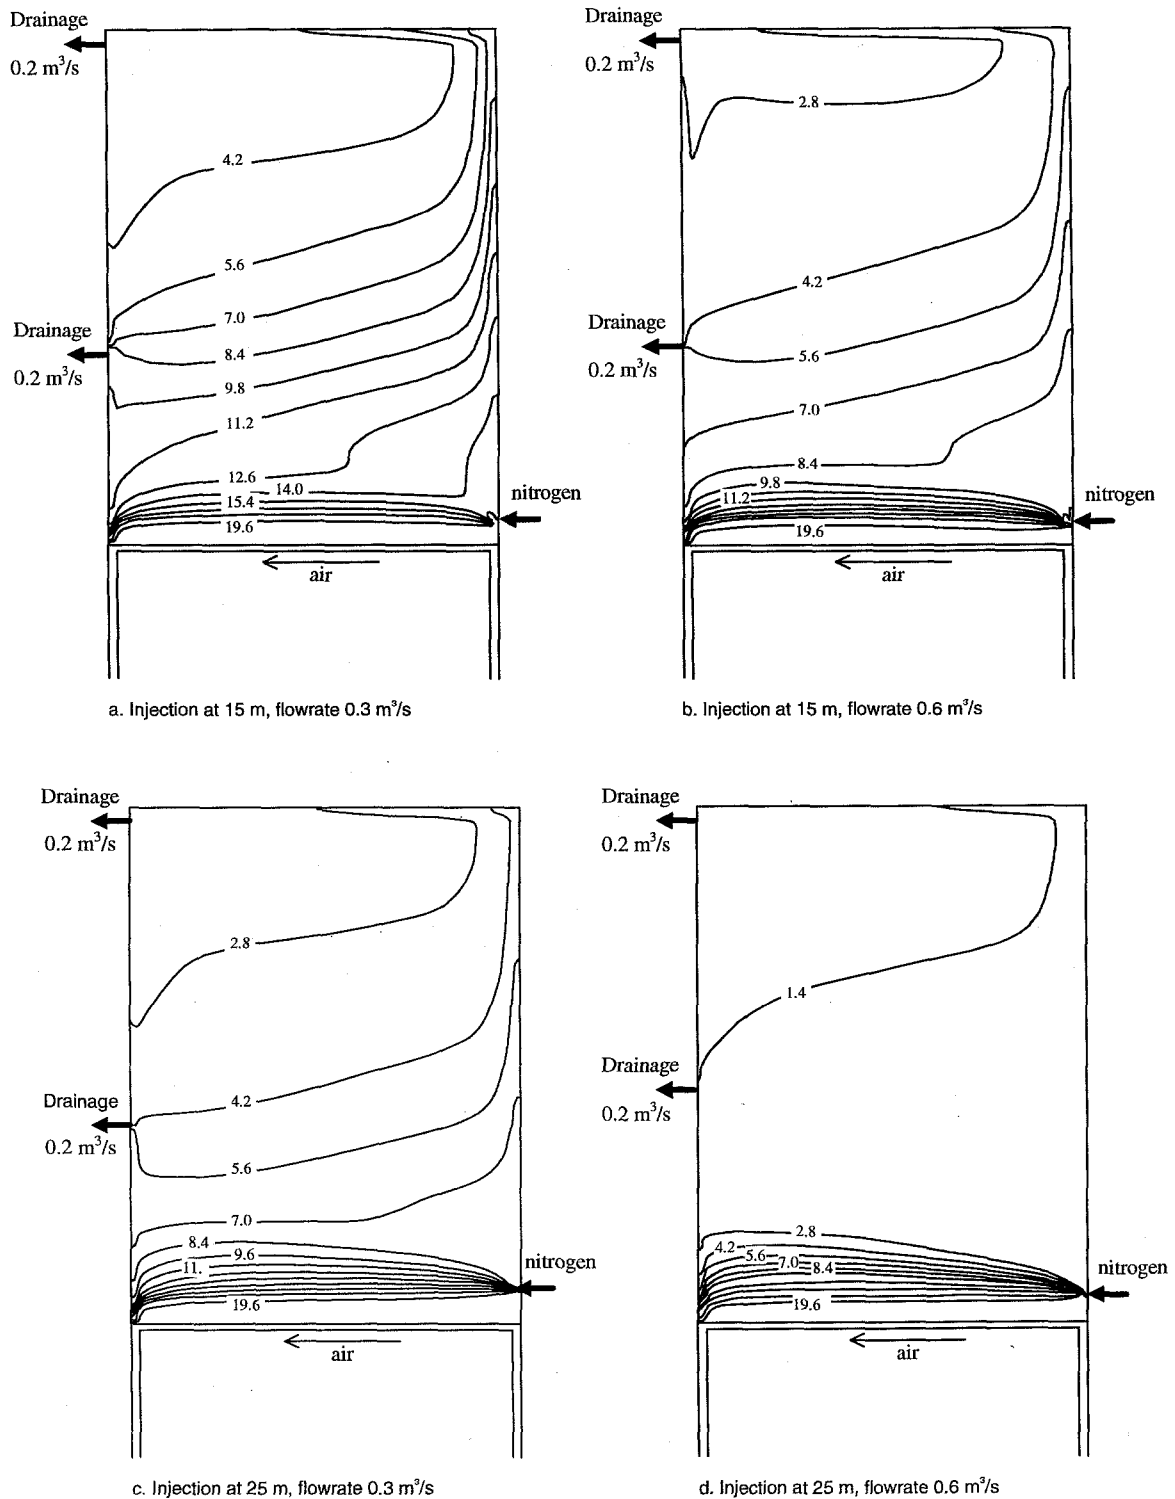 Drainage
0.2 m³/s
4.2
5.6
7.0
Drainage
0.2 m³/s
8.4
9.8
11.2
12.6
14.0
15.4
19.6
nitrogen
air
a. Injection at 15 m, flowrate 0.3 m³/s
Drainage
0.2 m³/s
2.8
4.2
Drainage
0.2 m³/s
5.6
7.0
8.4
9.8
11.2
19.6
nitrogen
air
b. Injection at 15 m, flowrate 0.6 m³/s
Drainage
0.2 m³/s
2.8
4.2
Drainage
0.2 m³/s
5.6
7.0
8.4
9.6
11.
19.6
nitrogen
air
c. Injection at 25 m, flowrate 0.3 m³/s
Drainage
0.2 m³/s
1.4
Drainage
0.2 m³/s
2.8
4.2
5.6
7.0
8.4
19.6
nitrogen
air
d. Injection at 25 m, flowrate 0.6 m³/s